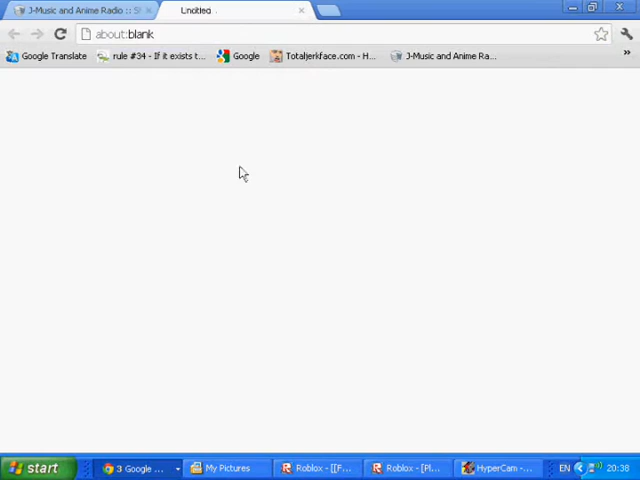 J-Music and Anime Radio ::
Untitled
about:blank
Google Translate
rule #34 - If it exists t...
Google
Totaljerkface.com - H...
J-Music and Anime Ra...
start
3 Google ...
My Pictures
Roblox - [[F...
Roblox - [Pl...
HyperCam - ...
EN
20:38